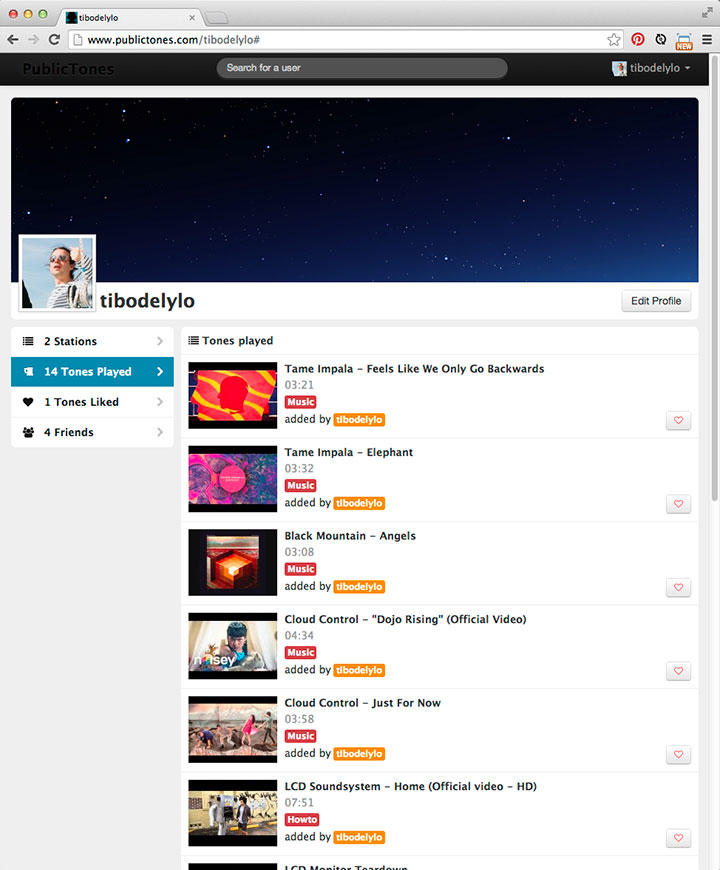 tibodelylo
www.publictones.com/tibodelylo#
NEW
PublicTones
Search for a user
tibodelylo
tibodelylo
Edit Profile
2 Stations
14 Tones Played
1 Tones Liked
4 Friends
Tones played
Tame Impala - Feels Like We Only Go Backwards
03:21
Music
added by tibodelylo
Tame Impala - Elephant
03:32
Music
added by tibodelylo
Black Mountain - Angels
03:08
Music
added by tibodelylo
noisey
Cloud Control - "Dojo Rising" (Official Video)
04:34
Music
added by tibodelylo
Cloud Control - Just For Now
03:58
Music
added by tibodelylo
LCD Soundsystem - Home (Official video - HD)
07:51
Howto
added by tibodelylo
LCD Monitor Teardown